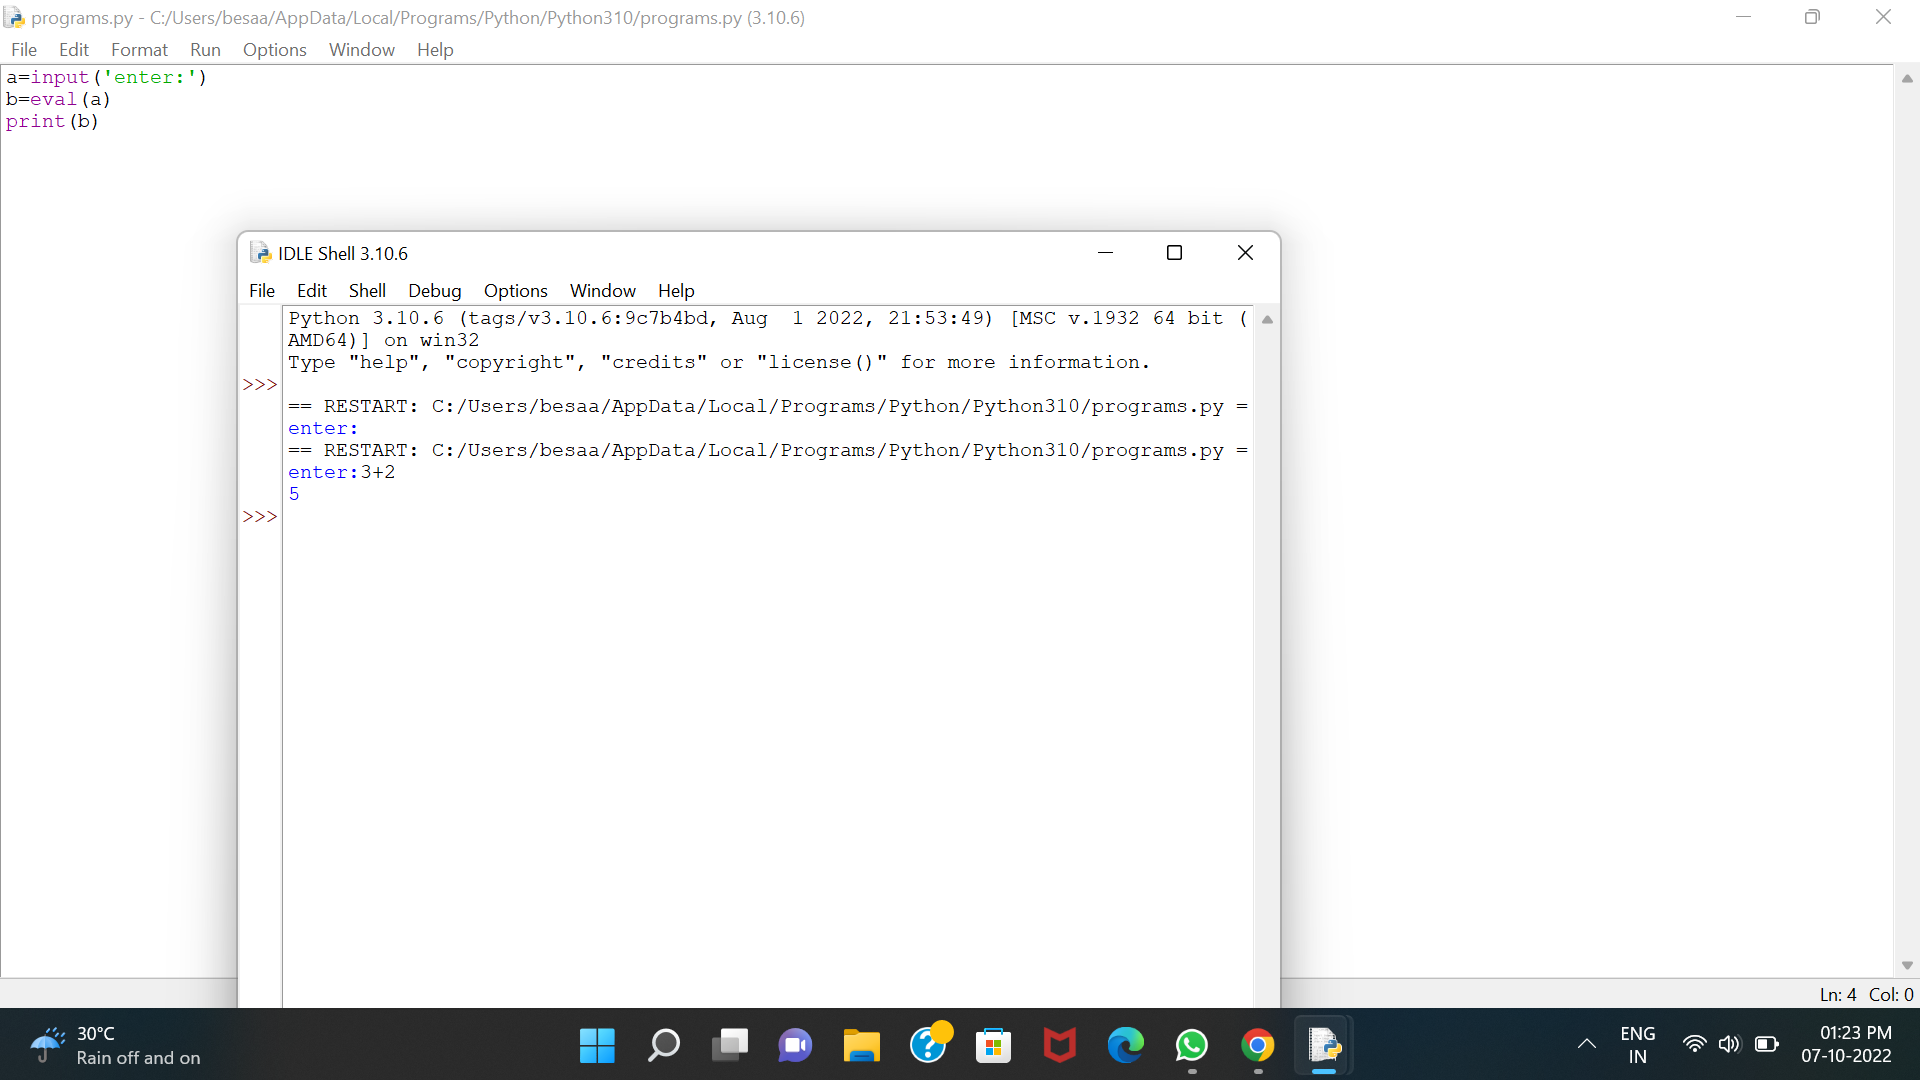 programs.py - C:/Users/besaa/AppData/Local/Programs/Python/Python310/programs.py (3.10.6)
File Edit Format Run Options Window Help
a=input('enter:')
b=eval(a)
print(b)
IDLE Shell 3.10.6
File Edit Shell Debug Options Window Help
Python 3.10.6 (tags/v3.10.6:9c7b4bd, Aug  1 2022, 21:53:49) [MSC v.1932 64 bit (
AMD64)] on win32
Type "help", "copyright", "credits" or "license()" for more information.
>>>
== RESTART: C:/Users/besaa/AppData/Local/Programs/Python/Python310/programs.py =
enter:
== RESTART: C:/Users/besaa/AppData/Local/Programs/Python/Python310/programs.py =
enter:3+2
5
>>>
Ln: 4 Col: 0
30°C
Rain off and on
ENG
IN
01:23 PM
07-10-2022